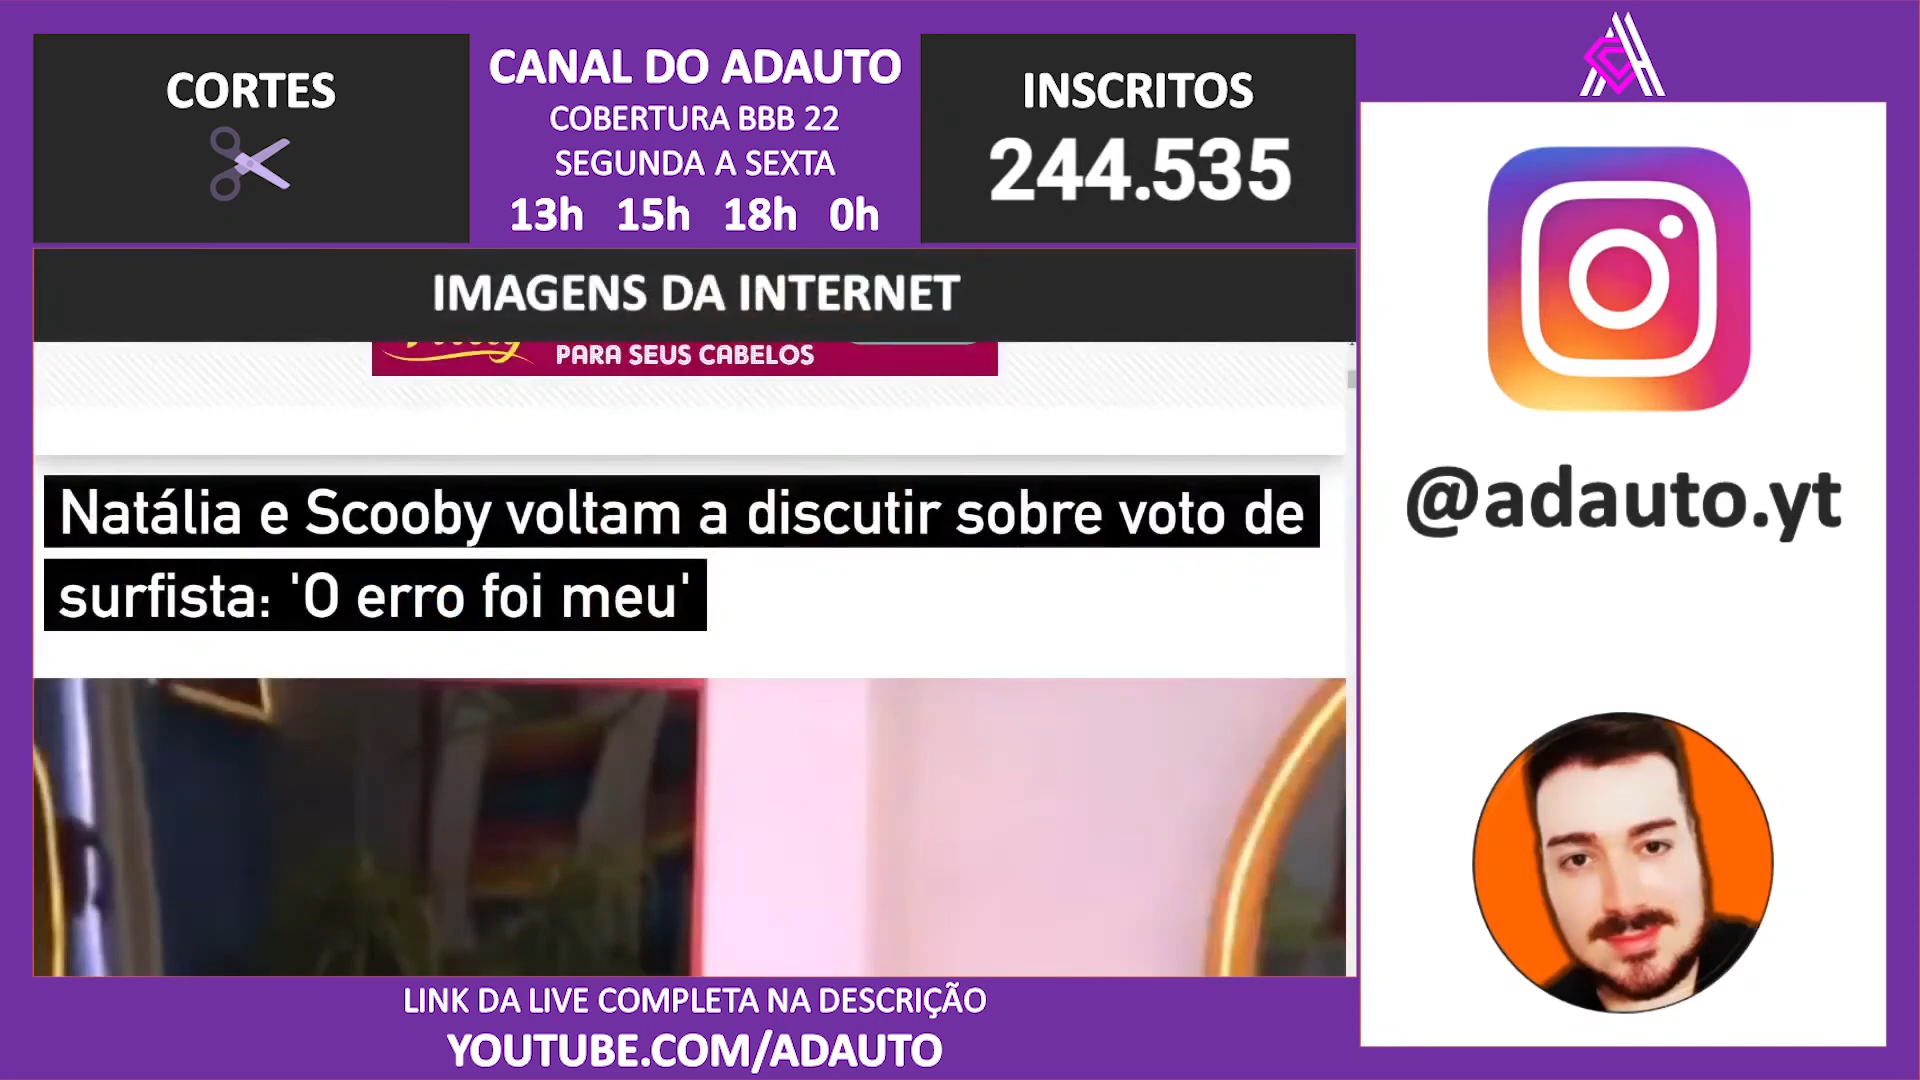 CORTES
CANAL DO ADAUTO
COBERTURA BBB 22
SEGUNDA A SEXTA
13h 15h 18h 0h
INSCRITOS
244.535
IMAGENS DA INTERNET
PARA SEUS CABELOS
Natália e Scooby voltam a discutir sobre voto de
surfista: 'O erro foi meu'
@adauto.yt
LINK DA LIVE COMPLETA NA DESCRIÇÃO
YOUTUBE.COM/ADAUTO